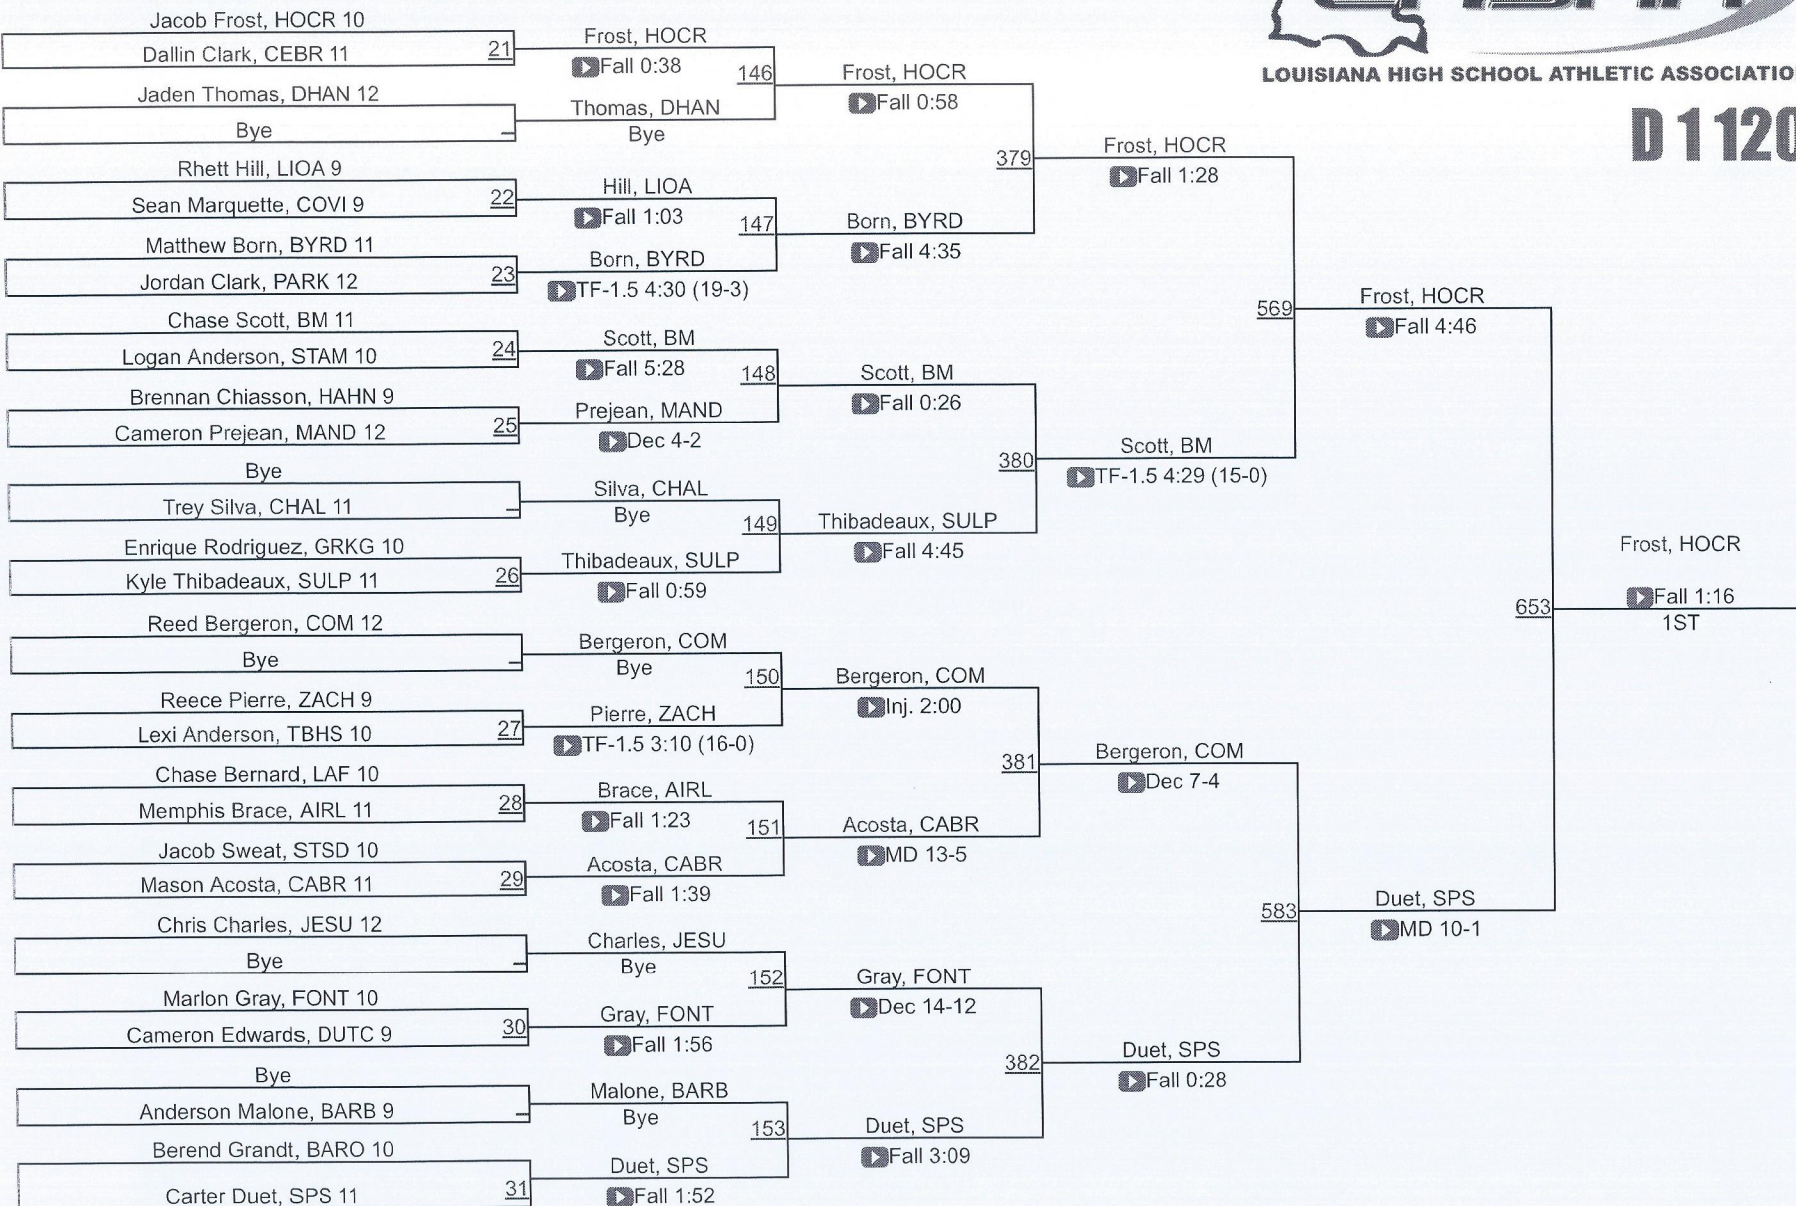 LOUISIANA HIGH SCHOOL ATHLETIC ASSOCIATIO
D 1 120
Jacob Frost, HOCR 10
Dallin Clark, CEBR 11
21
Jaden Thomas, DHAN 12
Bye
Rhett Hill, LIOA 9
Sean Marquette, COVI 9
22
Matthew Born, BYRD 11
Jordan Clark, PARK 12
23
Chase Scott, BM 11
Logan Anderson, STAM 10
24
Brennan Chiasson, HAHN 9
Cameron Prejean, MAND 12
25
Bye
Trey Silva, CHAL 11
Enrique Rodriguez, GRKG 10
Kyle Thibadeaux, SULP 11
26
Reed Bergeron, COM 12
Bye
Reece Pierre, ZACH 9
Lexi Anderson, TBHS 10
27
Chase Bernard, LAF 10
Memphis Brace, AIRL 11
28
Jacob Sweat, STSD 10
Mason Acosta, CABR 11
29
Chris Charles, JESU 12
Bye
Marlon Gray, FONT 10
Cameron Edwards, DUTC 9
30
Bye
Anderson Malone, BARB 9
Berend Grandt, BARO 10
Carter Duet, SPS 11
31
Frost, HOCR
Fall 0:38
146
Thomas, DHAN
Bye
Hill, LIOA
Fall 1:03
147
Born, BYRD
TF-1.5 4:30 (19-3)
Scott, BM
Fall 5:28
148
Prejean, MAND
Dec 4-2
Silva, CHAL
Bye
149
Thibadeaux, SULP
Fall 0:59
Bergeron, COM
Bye
150
Pierre, ZACH
TF-1.5 3:10 (16-0)
Brace, AIRL
Fall 1:23
151
Acosta, CABR
Fall 1:39
Charles, JESU
Bye
152
Gray, FONT
Fall 1:56
Malone, BARB
Bye
153
Duet, SPS
Fall 1:52
Frost, HOCR
Fall 0:58
379
Born, BYRD
Fall 4:35
Scott, BM
Fall 0:26
380
Thibadeaux, SULP
Fall 4:45
Bergeron, COM
Inj. 2:00
381
Acosta, CABR
MD 13-5
Gray, FONT
Dec 14-12
382
Duet, SPS
Fall 3:09
Frost, HOCR
Fall 1:28
569
Scott, BM
TF-1.5 4:29 (15-0)
Bergeron, COM
Dec 7-4
583
Duet, SPS
Fall 0:28
Frost, HOCR
Fall 4:46
653
Duet, SPS
MD 10-1
Frost, HOCR
Fall 1:16
1ST